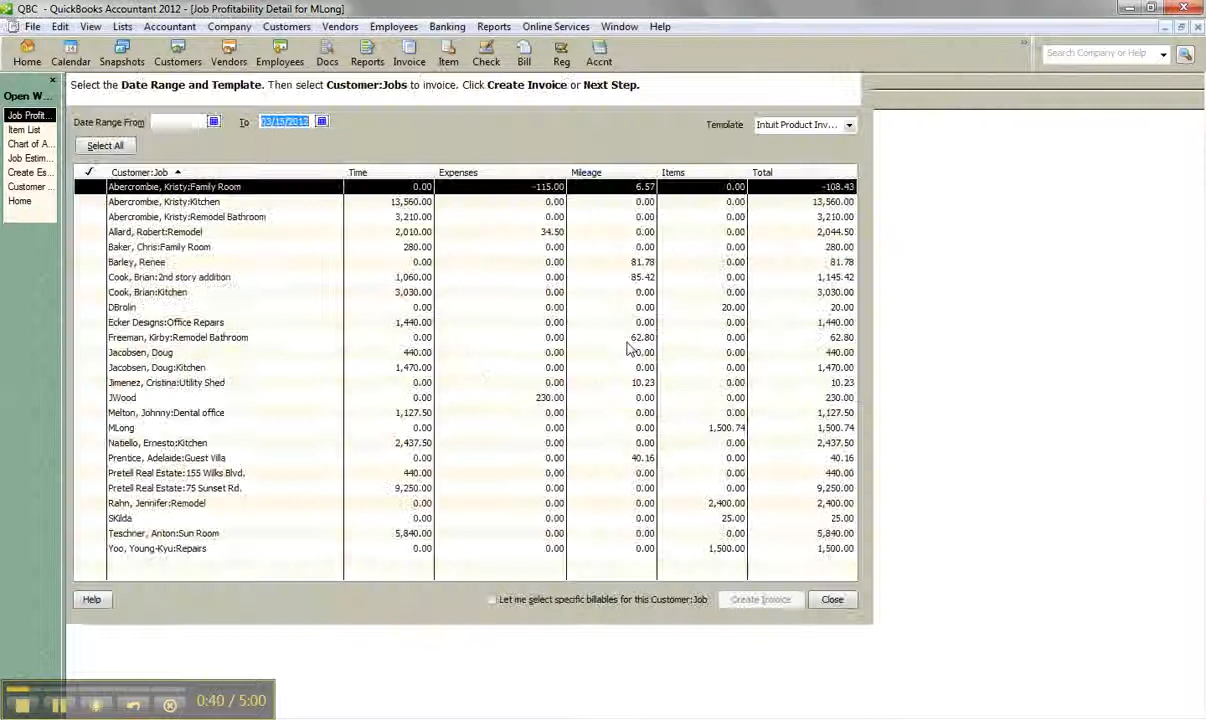 QBC - QuickBooks Accountant 2012 - [Job Profitability Detail for MLong]
File Edit View Lists Accountant Company Customers Vendors Employees Banking Reports Online Services Window Help
Home Calendar Snapshots Customers Vendors Employees Docs Reports Invoice Item Check Bill Reg Accnt
Search Company or Help
Open W...
Job Profit...
Item List
Chart of A...
Job Estim...
Create Es...
Customer ...
Home
Select the Date Range and Template. Then select Customer:Jobs to invoice. Click Create Invoice or Next Step.
Date Range From To 03/15/2012 Template Intuit Product Inv...
Select All
Customer:Job Time Expenses Mileage Items Total
Abercrombie, Kristy:Family Room 0.00 -115.00 6.57 0.00 -108.43
Abercrombie, Kristy:Kitchen 13,560.00 0.00 0.00 0.00 13,560.00
Abercrombie, Kristy:Remodel Bathroom 3,210.00 0.00 0.00 0.00 3,210.00
Allard, Robert:Remodel 2,010.00 34.50 0.00 0.00 2,044.50
Baker, Chris:Family Room 280.00 0.00 0.00 0.00 280.00
Barley, Renee 0.00 0.00 81.78 0.00 81.78
Cook, Brian:2nd story addition 1,060.00 0.00 85.42 0.00 1,145.42
Cook, Brian:Kitchen 3,030.00 0.00 0.00 0.00 3,030.00
DBrolin 0.00 0.00 0.00 20.00 20.00
Ecker Designs:Office Repairs 1,440.00 0.00 0.00 0.00 1,440.00
Freeman, Kirby:Remodel Bathroom 0.00 0.00 62.80 0.00 62.80
Jacobsen, Doug 440.00 0.00 0.00 0.00 440.00
Jacobsen, Doug:Kitchen 1,470.00 0.00 0.00 0.00 1,470.00
Jimenez, Cristina:Utility Shed 0.00 0.00 10.23 0.00 10.23
JWood 0.00 230.00 0.00 0.00 230.00
Melton, Johnny:Dental office 1,127.50 0.00 0.00 0.00 1,127.50
MLong 0.00 0.00 0.00 1,500.74 1,500.74
Natiello, Ernesto:Kitchen 2,437.50 0.00 0.00 0.00 2,437.50
Prentice, Adelaide:Guest Villa 0.00 0.00 40.16 0.00 40.16
Pretell Real Estate:155 Wilks Blvd. 440.00 0.00 0.00 0.00 440.00
Pretell Real Estate:75 Sunset Rd. 9,250.00 0.00 0.00 0.00 9,250.00
Rahn, Jennifer:Remodel 0.00 0.00 0.00 2,400.00 2,400.00
SKilda 0.00 0.00 0.00 25.00 25.00
Teschner, Anton:Sun Room 5,840.00 0.00 0.00 0.00 5,840.00
Yoo, Young-Kyu:Repairs 0.00 0.00 0.00 1,500.00 1,500.00
Help Let me select specific billables for this Customer:Job Create Invoice Close
0:40 / 5:00